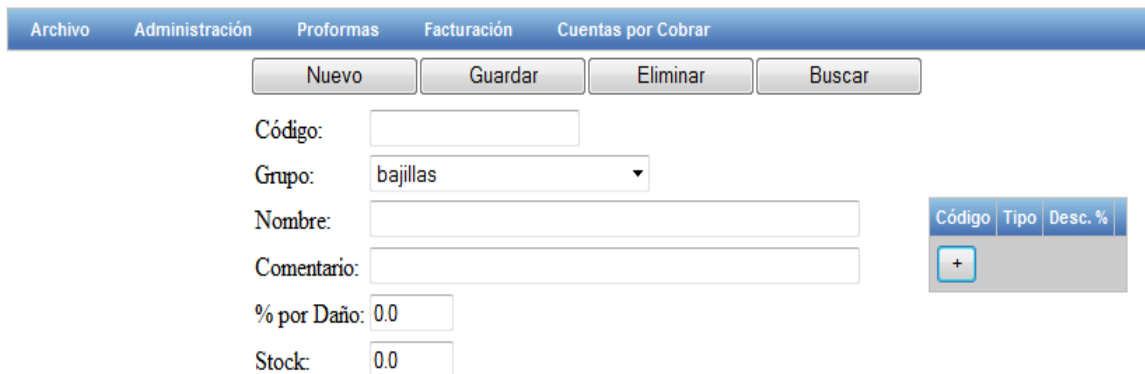 Archivo Administración Proformas Facturación Cuentas por Cobrar
Nuevo Guardar Eliminar Buscar
Código:
Grupo: bajillas
Nombre:
Código Tipo Desc. %
Comentario:
+
% por Daño: 0.0
Stock: 0.0